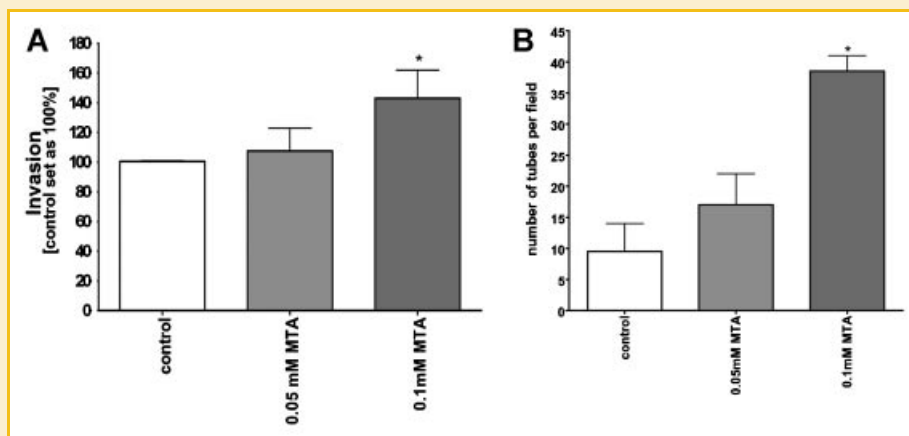 A
Invasion
[control set as 100%]
180
160
140
120
100
80
60
40
20
0
*
control
0.05 mM MTA
0.1mM MTA
B
number of tubes per field
45
40
35
30
25
20
15
10
5
0
*
control
0.05mM MTA
0.1mM MTA